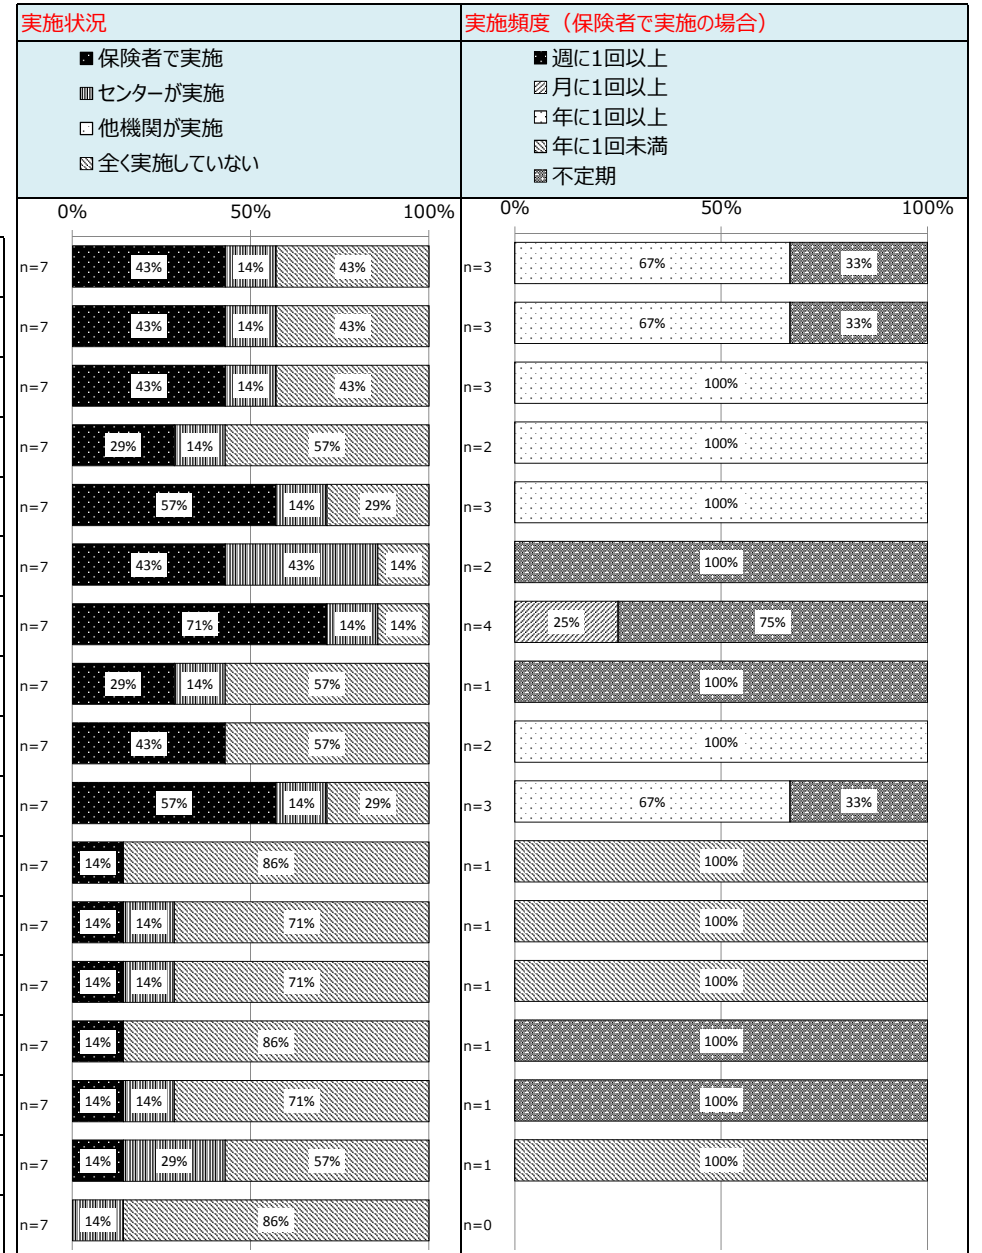 実施状況
実施頻度（保険者で実施の場合）
■保険者で実施
センターが実施
他機関が実施
全く実施していない
■週に1回以上
月に1回以上
年に1回以上
年に1回未満
不定期
0% 50% 100%
0% 50% 100%
n=7 43% 14% 43% n=3 67% 33%
n=7 43% 14% 43% n=3 67% 33%
n=7 43% 14% 43% n=3 100%
n=7 29% 14% 57% n=2 100%
n=7 57% 14% 29% n=3 100%
n=7 43% 43% 14% n=2 100%
n=7 71% 14% 14% n=4 25% 75%
n=7 29% 14% 57% n=1 100%
n=7 43% 57% n=2 100%
n=7 57% 14% 29% n=3 67% 33%
n=7 14% 86% n=1 100%
n=7 14% 14% 71% n=1 100%
n=7 14% 14% 71% n=1 100%
n=7 14% 86% n=1 100%
n=7 14% 14% 71% n=1 100%
n=7 14% 29% 57% n=1 100%
n=7 14% 86% n=0